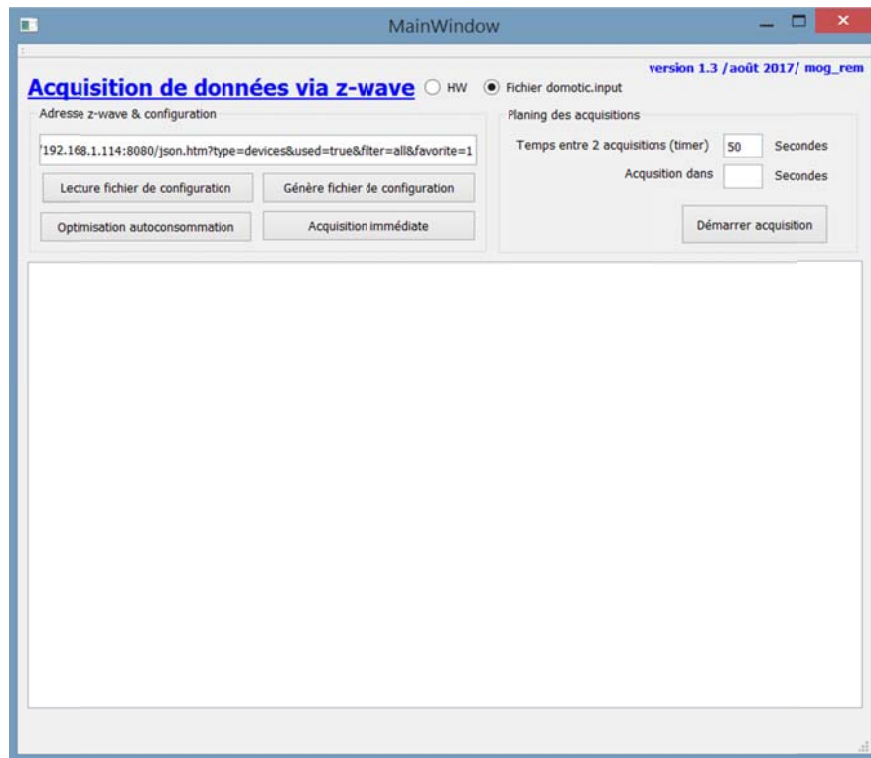 MainWindow
version 1.3 / août 2017/ mog_rem
Acquisition de données via z-wave
HW
Fichier domotic.input
Adresse z-wave & configuration
Planing des acquisitions
/192.168.1.114:8080/json.htm?type=devices&used=true&filter=all&favorite=1
Temps entre 2 acquisitions (timer) 50 Secondes
Acqusition dans Secondes
Lecure fichier de configuration
Génère fichier de configuration
Optimisation autoconsommation
Acquisition immédiate
Démarrer acquisition